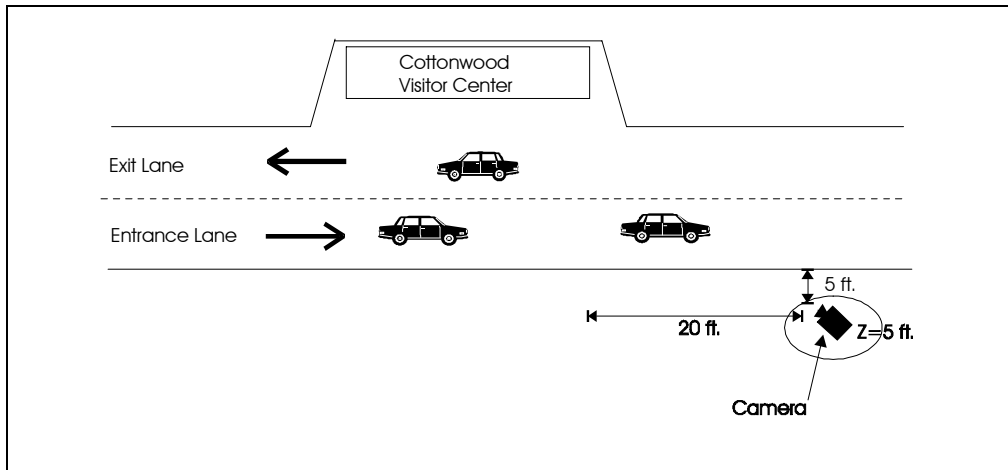 Cottonwood
Visitor Center
Exit Lane
Entrance Lane
5 ft.
20 ft.
Z=5 ft.
Camera